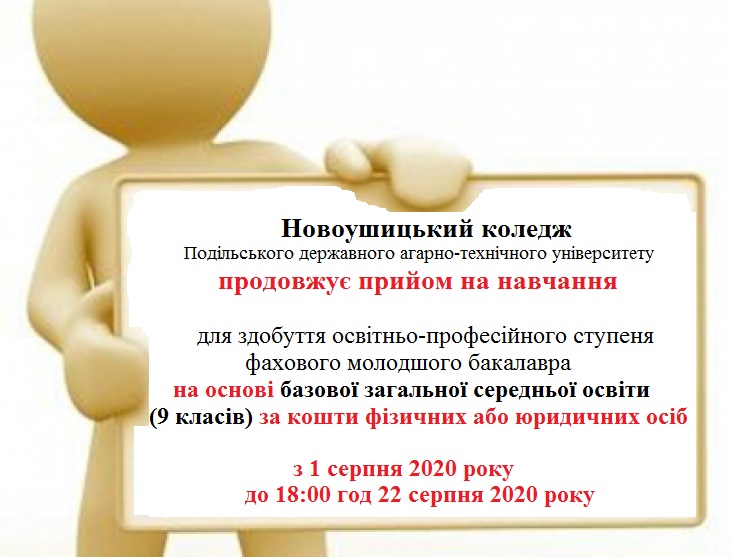 Новоушицький коледж
Подільського державного агарно-технічного університету
продовжує прийом на навчання
для здобуття освітньо-професійного ступеня
фахового молодшого бакалавра
на основі базової загальної середньої освіти
(9 класів) за кошти фізичних або юридичних осіб
з 1 серпня 2020 року
до 18:00 год 22 серпня 2020 року